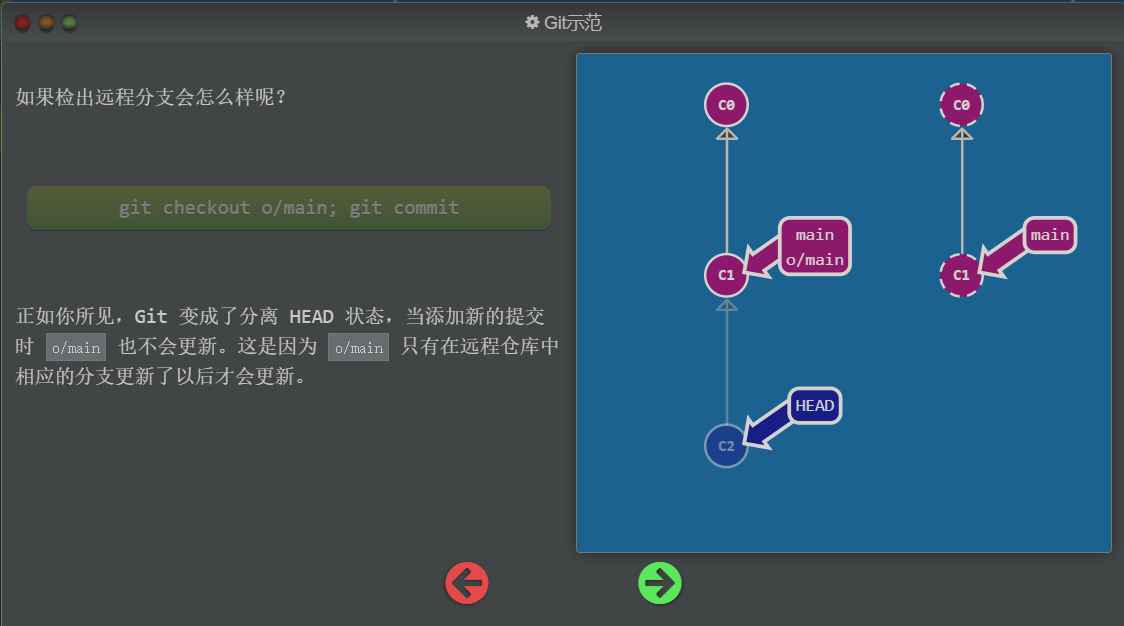 Git示范
如果检出远程分支会怎么样呢？
git checkout o/main; git commit
正如你所见，Git 变成了分离 HEAD 状态，当添加新的提交
时 o/main 也不会更新。这是因为 o/main 只有在远程仓库中
相应的分支更新了以后才会更新。
C0
C0
main
o/main
main
C1
C1
HEAD
C2